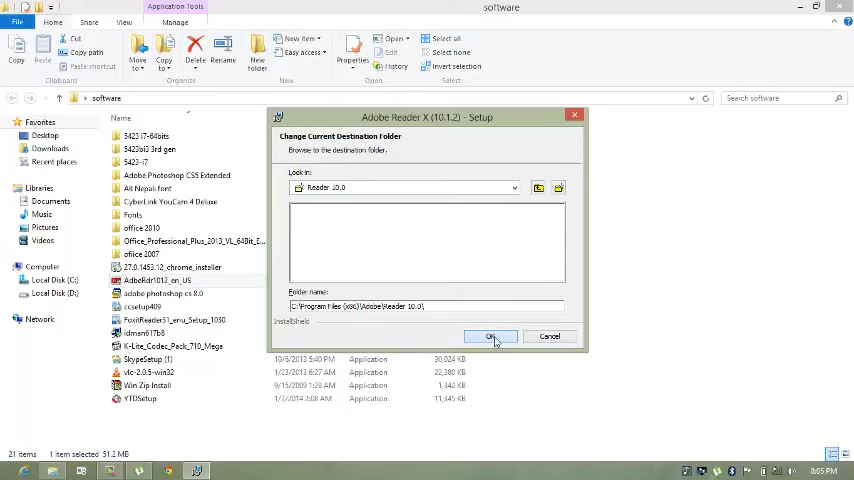 Application Tools
software
File
Home
Share
View
Manage
Copy
Paste
Cut
Copy path
Paste shortcut
Clipboard
Move to
Copy to
Delete
Rename
Organize
New folder
New item
Easy access
New
Properties
Open
Edit
History
Open
Select all
Select none
Invert selection
Select
software
Search software
Favorites
Desktop
Downloads
Recent places
Libraries
Documents
Music
Pictures
Videos
Computer
Local Disk (C:)
Local Disk (D:)
Network
Name
5423 i7-64bits
5423bi3 3rd gen
5423-i7
Adobe Photoshop CS5 Extended
All Nepali font
CyberLink YouCam 4 Deluxe
Fonts
office 2010
Office_Professional_Plus_2013_VL_64Bit_E...
ofiice 2007
27.0.1453.12_chrome_installer
AdbeRdr1012_en_US
adobe photoshop cs 8.0
ccsetup409
FoxitReader31_enu_Setup_1030
idman617b8
K-Lite_Codec_Pack_710_Mega
SkypeSetup (1) 10/6/2013 5:40 PM Application 30,024 KB
vlc-2.0.5-win32 1/23/2013 6:27 AM Application 22,380 KB
Win Zip Install 9/15/2009 1:28 AM Application 1,342 KB
YTDSetup 1/2/2014 2:08 AM Application 11,345 KB
Adobe Reader X (10.1.2) - Setup
Change Current Destination Folder
Browse to the destination folder.
Look in:
Reader 10.0
Folder name:
C:\Program Files (x86)\Adobe\Reader 10.0\
InstallShield
OK
Cancel
21 items 1 item selected 51.2 MB
8:05 PM